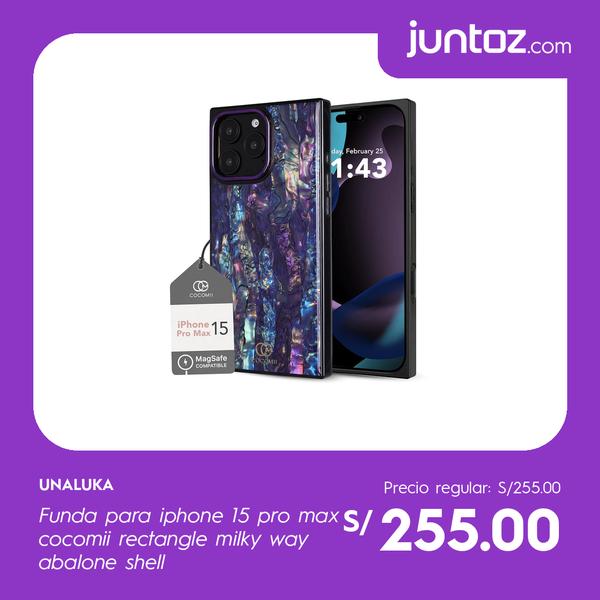 juntoz.com
day, February 25
1:43
COCOMII
iPhone
Pro Max 15
MagSafe
COMPATIBLE
COCOMII
UNALUKA
Precio regular: S/255.00
Funda para iphone 15 pro max
cocomii rectangle milky way
abalone shell
S/ 255.00